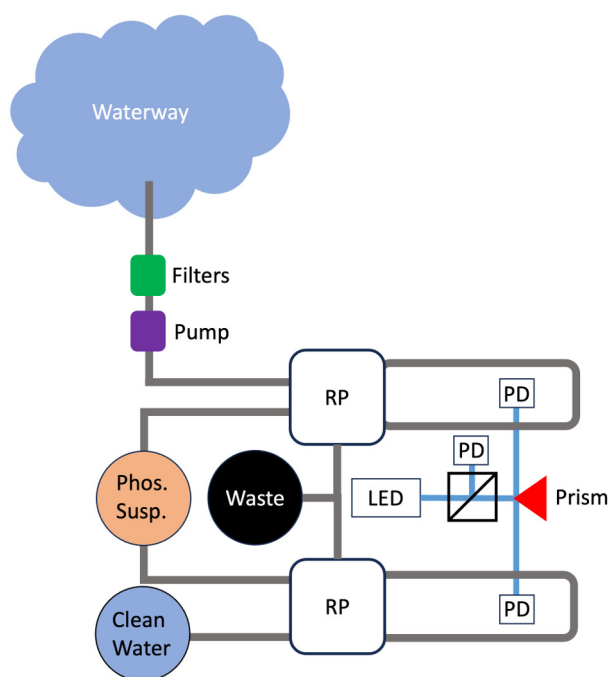 Waterway
Filters
Pump
RP
PD
PD
Phos.
Susp.
Waste
LED
Prism
RP
PD
Clean
Water